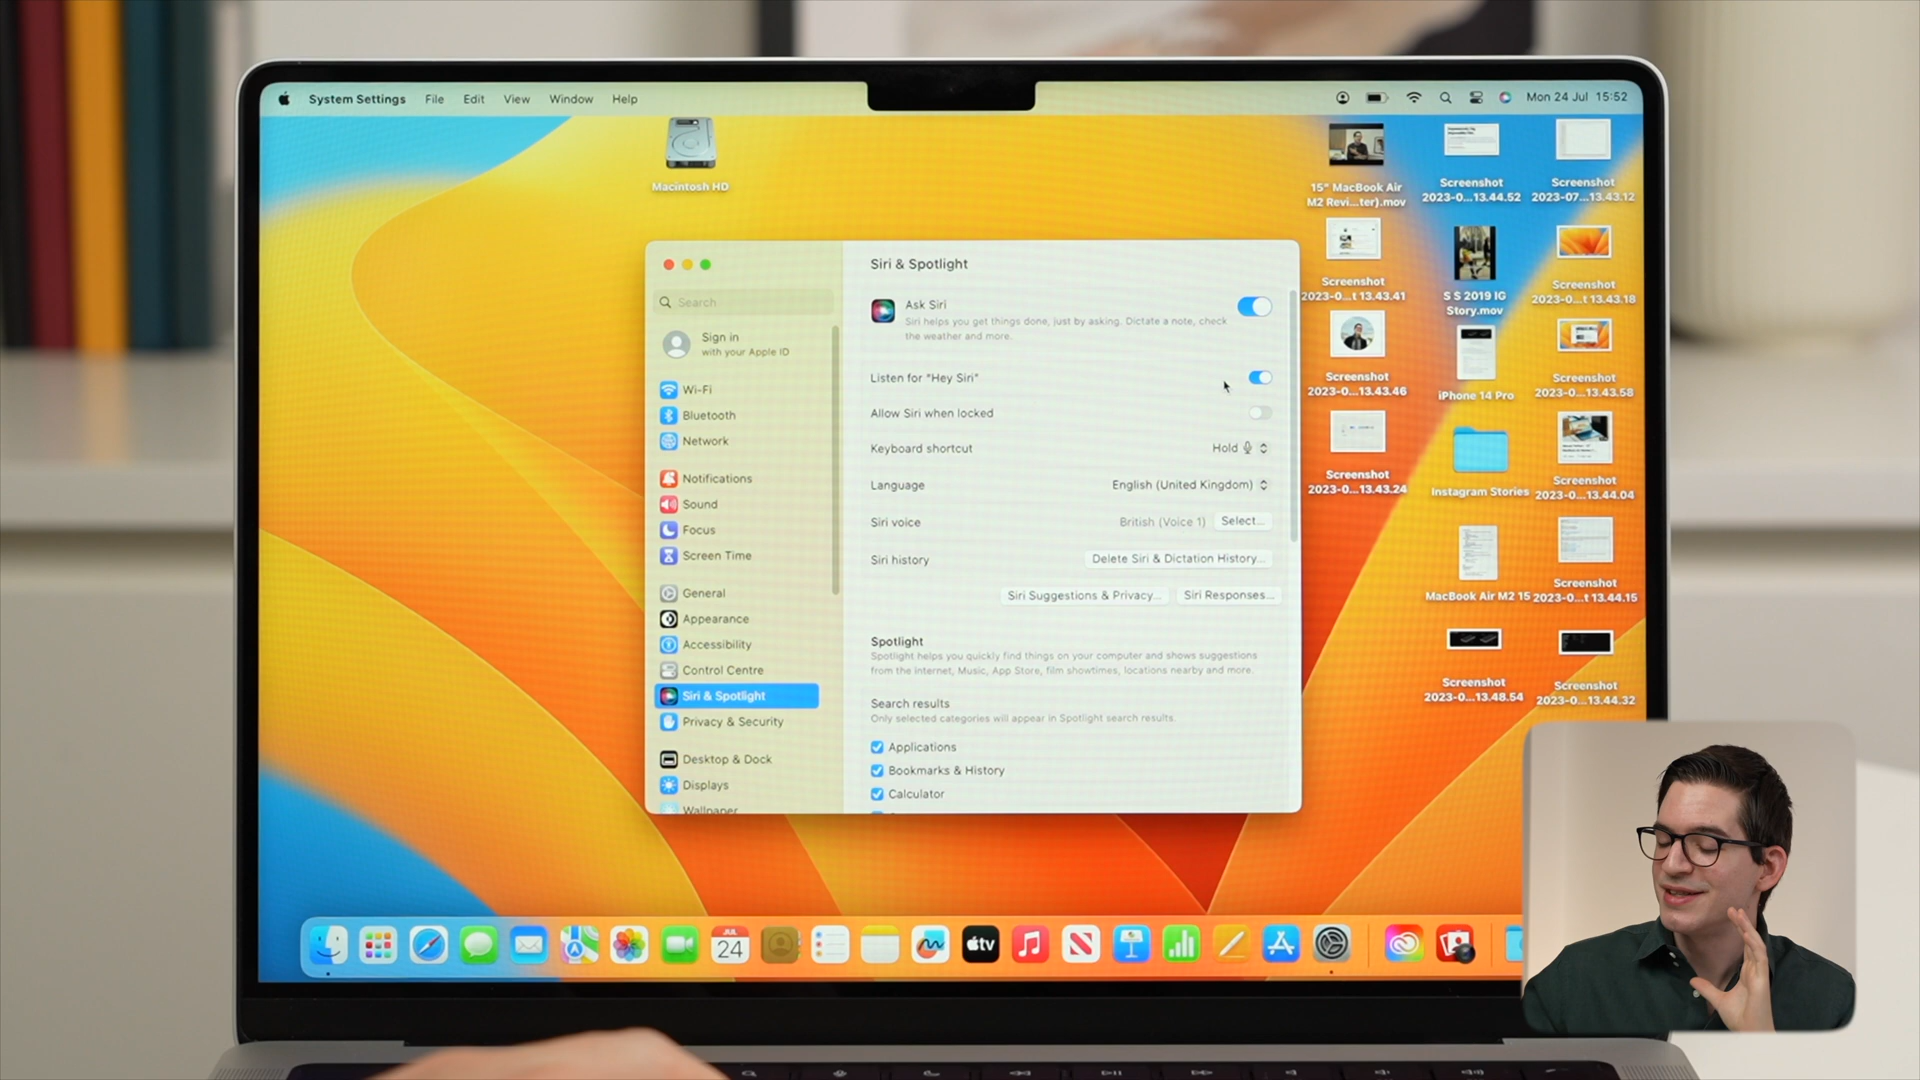 System Settings File Edit View Window Help
Mon 24 Jul 15:52
Macintosh HD
15" MacBook Air
M2 Revi...ter).mov
Screenshot
2023-0...13.44.52
Screenshot
2023-07...13.43.12
Screenshot
2023-0...t 13.43.41
S S 2019 IG
Story.mov
Screenshot
2023-0...t 13.43.18
Screenshot
2023-0...13.43.46
iPhone 14 Pro
Screenshot
2023-0...13.43.58
Screenshot
2023-0...13.43.24
Instagram Stories
Screenshot
2023-0...13.44.04
MacBook Air M2 15
Screenshot
2023-0...t 13.44.15
Screenshot
2023-0...13.48.54
Screenshot
2023-0...13.44.32
Search
Sign in
with your Apple ID
Wi-Fi
Bluetooth
Network
Notifications
Sound
Focus
Screen Time
General
Appearance
Accessibility
Control Centre
Siri & Spotlight
Privacy & Security
Desktop & Dock
Displays
Wallpaper
Siri & Spotlight
Ask Siri
Siri helps you get things done, just by asking. Dictate a note, check
the weather and more.
Listen for "Hey Siri"
Allow Siri when locked
Keyboard shortcut Hold
Language English (United Kingdom)
Siri voice British (Voice 1) Select...
Siri history Delete Siri & Dictation History...
Siri Suggestions & Privacy... Siri Responses...
Spotlight
Spotlight helps you quickly find things on your computer and shows suggestions
from the internet, Music, App Store, film showtimes, locations nearby and more.
Search results
Only selected categories will appear in Spotlight search results.
Applications
Bookmarks & History
Calculator
JUL
24
tv